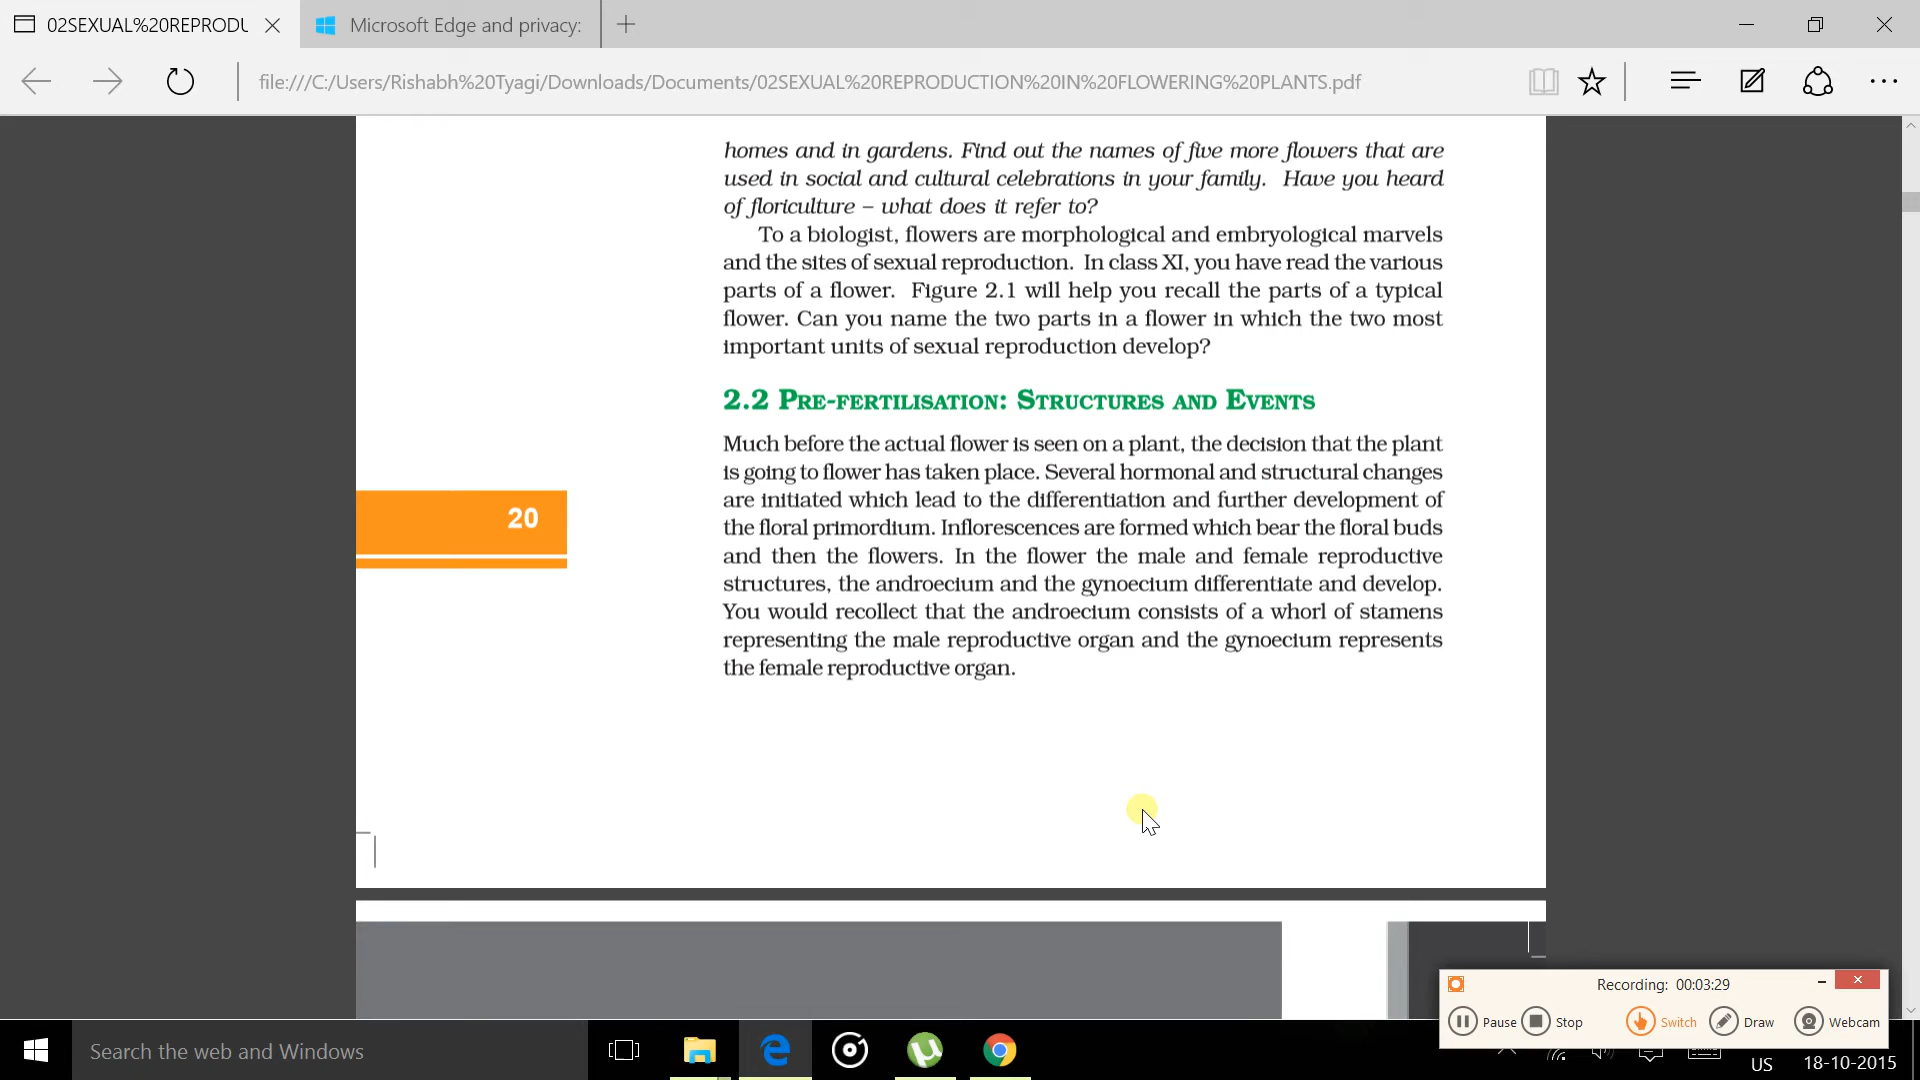 02SEXUAL%20REPRODU
Microsoft Edge and privacy:
file:///C:/Users/Rishabh%20Tyagi/Downloads/Documents/02SEXUAL%20REPRODUCTION%20IN%20FLOWERING%20PLANTS.pdf
homes and in gardens. Find out the names of five more flowers that are
used in social and cultural celebrations in your family. Have you heard
of floriculture – what does it refer to?
To a biologist, flowers are morphological and embryological marvels
and the sites of sexual reproduction. In class XI, you have read the various
parts of a flower. Figure 2.1 will help you recall the parts of a typical
flower. Can you name the two parts in a flower in which the two most
important units of sexual reproduction develop?
2.2 PRE-FERTILISATION: STRUCTURES AND EVENTS
Much before the actual flower is seen on a plant, the decision that the plant
is going to flower has taken place. Several hormonal and structural changes
are initiated which lead to the differentiation and further development of
the floral primordium. Inflorescences are formed which bear the floral buds
and then the flowers. In the flower the male and female reproductive
structures, the androecium and the gynoecium differentiate and develop.
You would recollect that the androecium consists of a whorl of stamens
representing the male reproductive organ and the gynoecium represents
the female reproductive organ.
20
Recording: 00:03:29
Pause Stop Switch Draw Webcam
Search the web and Windows
US
18-10-2015